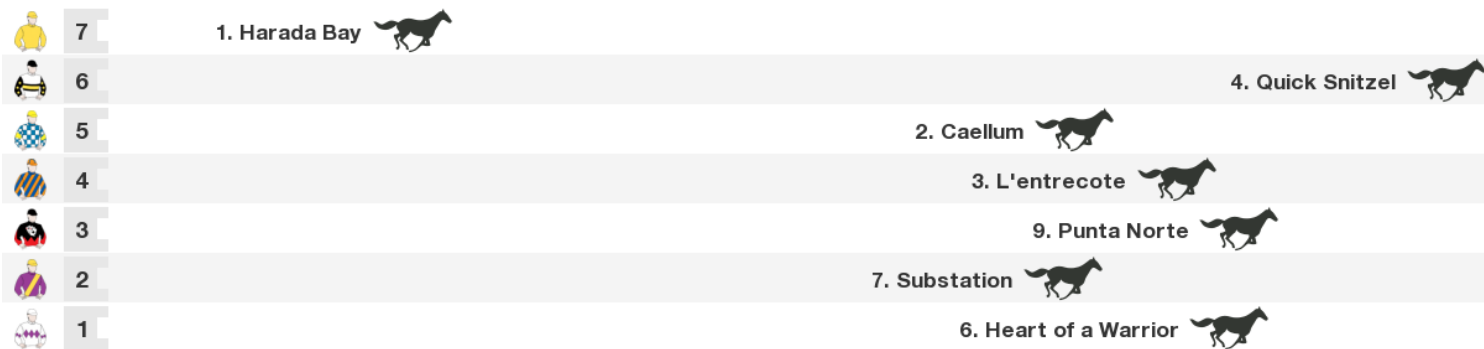 7 1. Harada Bay
6 4. Quick Snitzel
5 2. Caellum
4 3. L'entrecote
3 9. Punta Norte
2 7. Substation
1 6. Heart of a Warrior